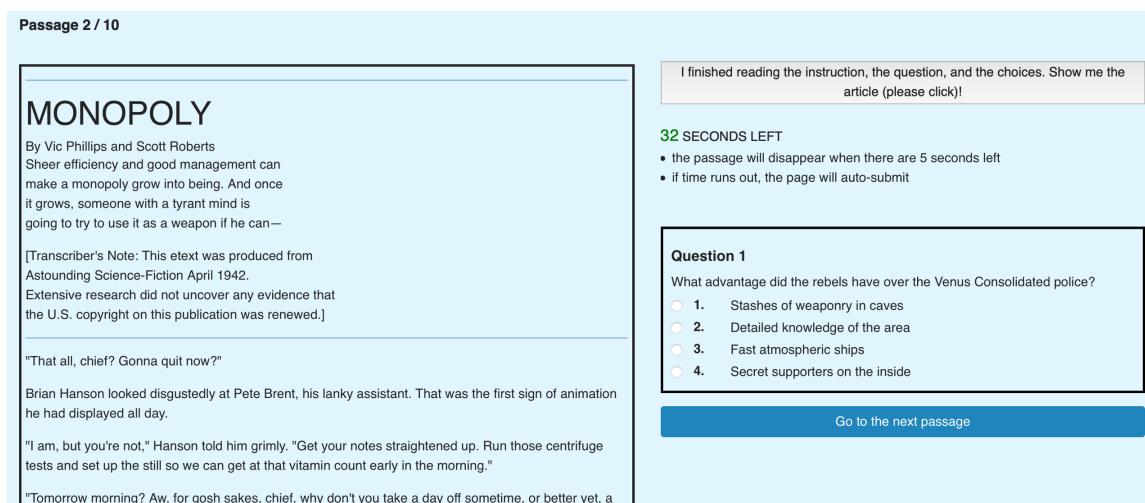 Passage 2 / 10
MONOPOLY
By Vic Phillips and Scott Roberts
Sheer efficiency and good management can
make a monopoly grow into being. And once
it grows, someone with a tyrant mind is
going to try to use it as a weapon if he can—
[Transcriber's Note: This etext was produced from
Astounding Science-Fiction April 1942.
Extensive research did not uncover any evidence that
the U.S. copyright on this publication was renewed.]
"That all, chief? Gonna quit now?"
Brian Hanson looked disgustedly at Pete Brent, his lanky assistant. That was the first sign of animation
he had displayed all day.
"I am, but you're not," Hanson told him grimly. "Get your notes straightened up. Run those centrifuge
tests and set up the still so we can get at that vitamin count early in the morning."
"Tomorrow morning? Aw, for gosh sakes, chief, why don't you take a day off sometime, or better yet, a
I finished reading the instruction, the question, and the choices. Show me the
article (please click)!
32 SECONDS LEFT
• the passage will disappear when there are 5 seconds left
• if time runs out, the page will auto-submit
Question 1
What advantage did the rebels have over the Venus Consolidated police?
1. Stashes of weaponry in caves
2. Detailed knowledge of the area
3. Fast atmospheric ships
4. Secret supporters on the inside
Go to the next passage